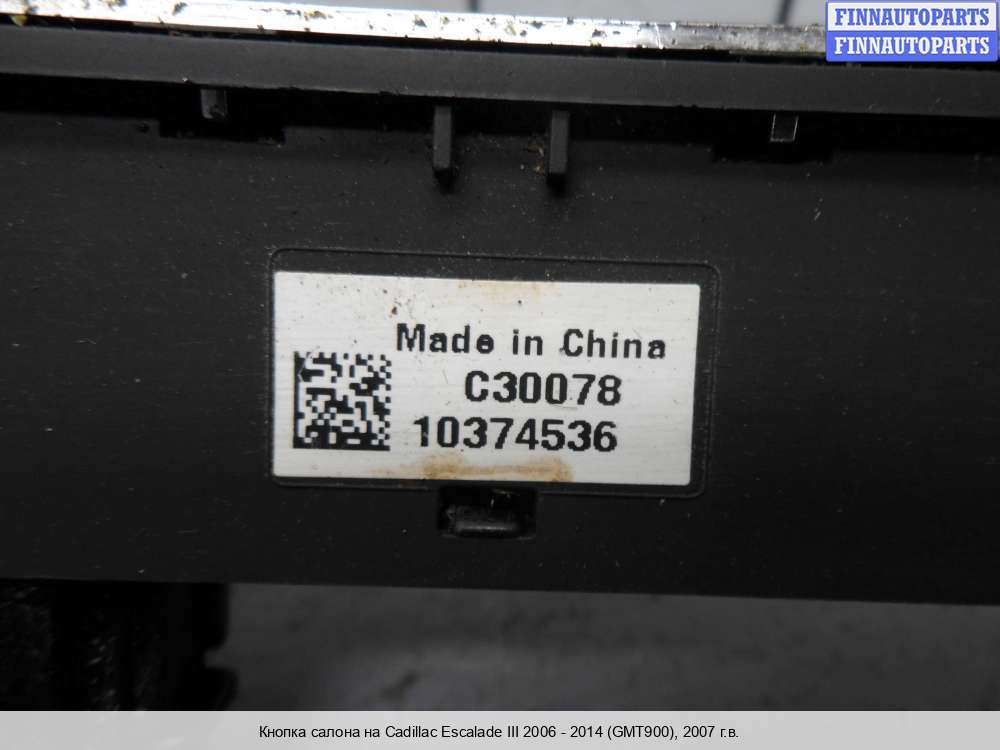 FINNAUTOPARTS
FINNAUTOPARTS
Made in China
C30078
10374536
Кнопка салона на Cadillac Escalade III 2006 - 2014 (GMT900), 2007 г.в.